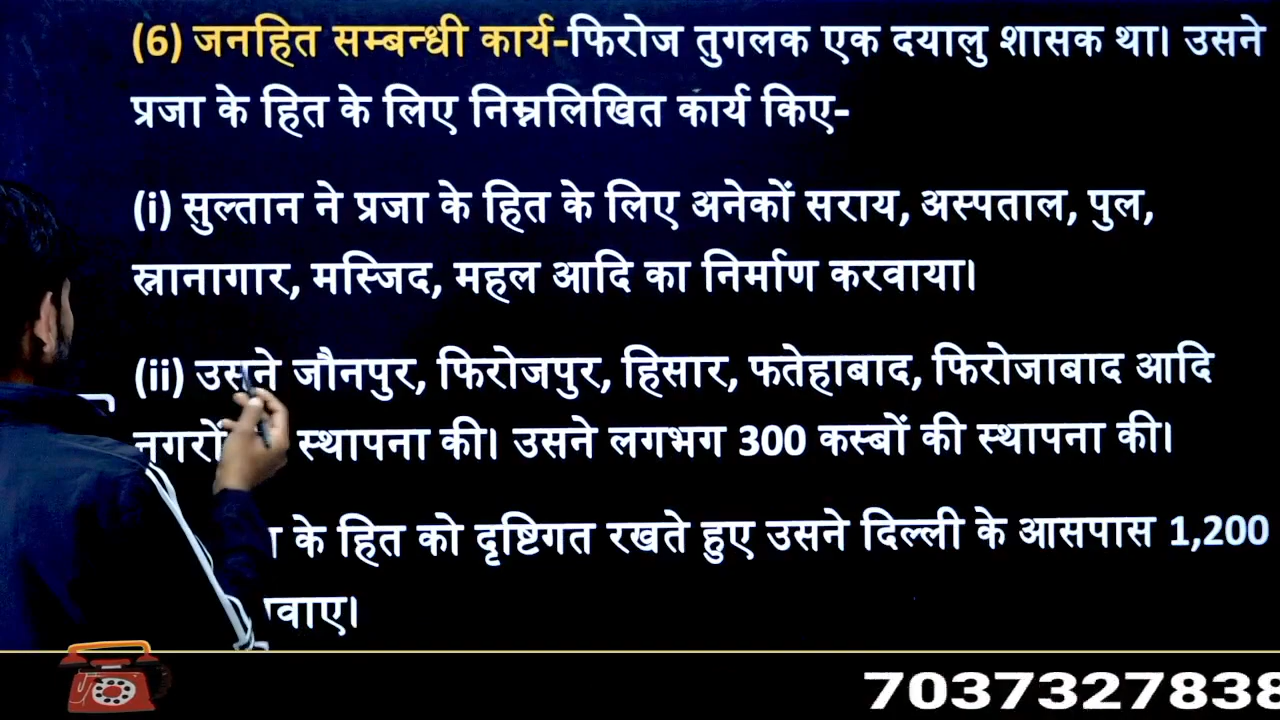 (6) जनहित सम्बन्धी कार्य-फिरोज तुगलक एक दयालु शासक था। उसने
प्रजा के हित के लिए निम्नलिखित कार्य किए-
(i) सुल्तान ने प्रजा के हित के लिए अनेकों सराय, अस्पताल, पुल,
स्नानागार, मस्जिद, महल आदि का निर्माण करवाया।
(ii) उसने जौनपुर, फिरोजपुर, हिसार, फतेहाबाद, फिरोजाबाद आदि
नगरों स्थापना की। उसने लगभग 300 कस्बों की स्थापना की।
के हित को दृष्टिगत रखते हुए उसने दिल्ली के आसपास 1,200
7037327838